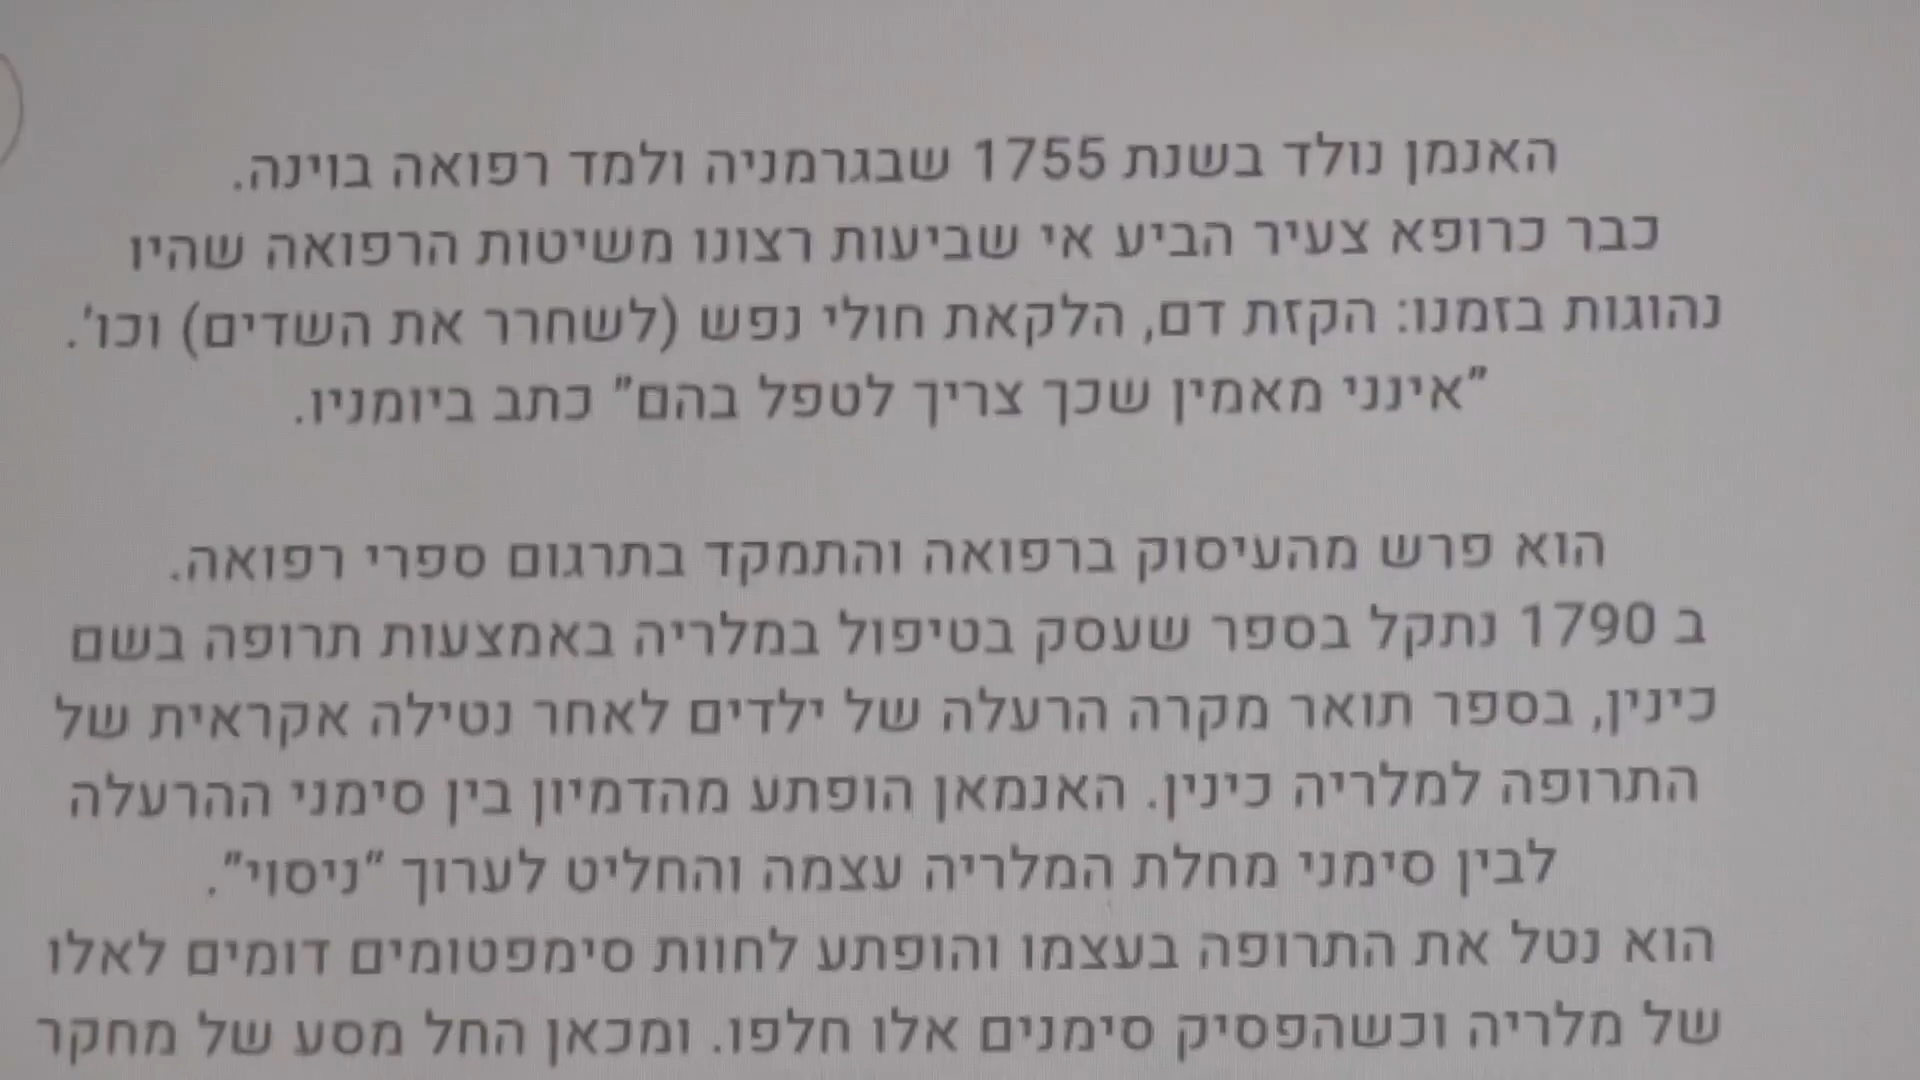 האנמן נולד בשנת 1755 שבגרמניה ולמד רפואה בוינה.
כבר כרופא צעיר הביע אי שביעות רצונו משיטות הרפואה שהיו
נהוגות בזמנו: הקזת דם, הלקאת חולי נפש (לשחרר את השדים) וכו'.
"אינני מאמין שכך צריך לטפל בהם" כתב ביומניו.
הוא פרש מהעיסוק ברפואה והתמקד בתרגום ספרי רפואה.
ב 1790 נתקל בספר שעסק בטיפול במלריה באמצעות תרופה בשם
כינין, בספר תואר מקרה הרעלה של ילדים לאחר נטילה אקראית של
התרופה למלריה כינין. האנמאן הופתע מהדמיון בין סימני ההרעלה
לבין סימני מחלת המלריה עצמה והחליט לערוך "ניסוי".
הוא נטל את התרופה בעצמו והופתע לחוות סימפטומים דומים לאלו
של מלריה וכשהפסיק סימנים אלו חלפו. ומכאן החל מסע של מחקר